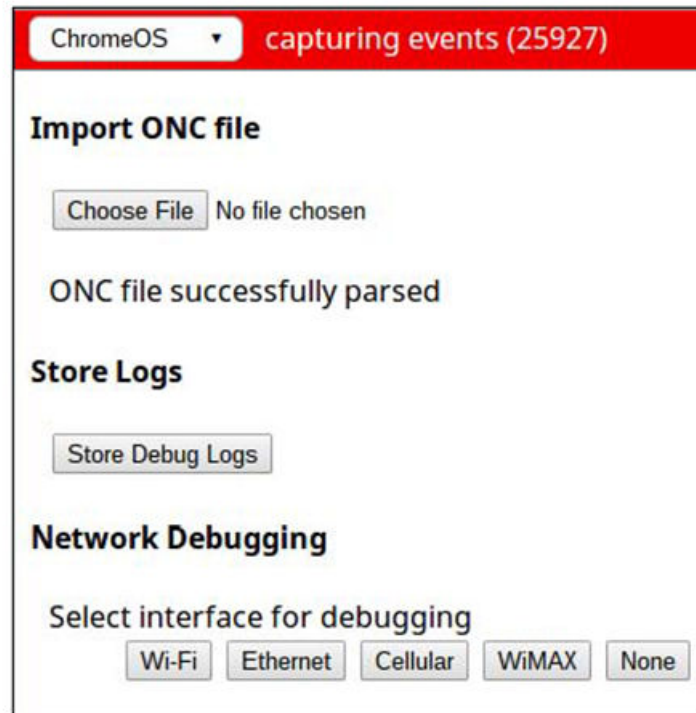 ChromeOS ▼ capturing events (25927)
Import ONC file
Choose File No file chosen
ONC file successfully parsed
Store Logs
Store Debug Logs
Network Debugging
Select interface for debugging
Wi-Fi Ethernet Cellular WiMAX None